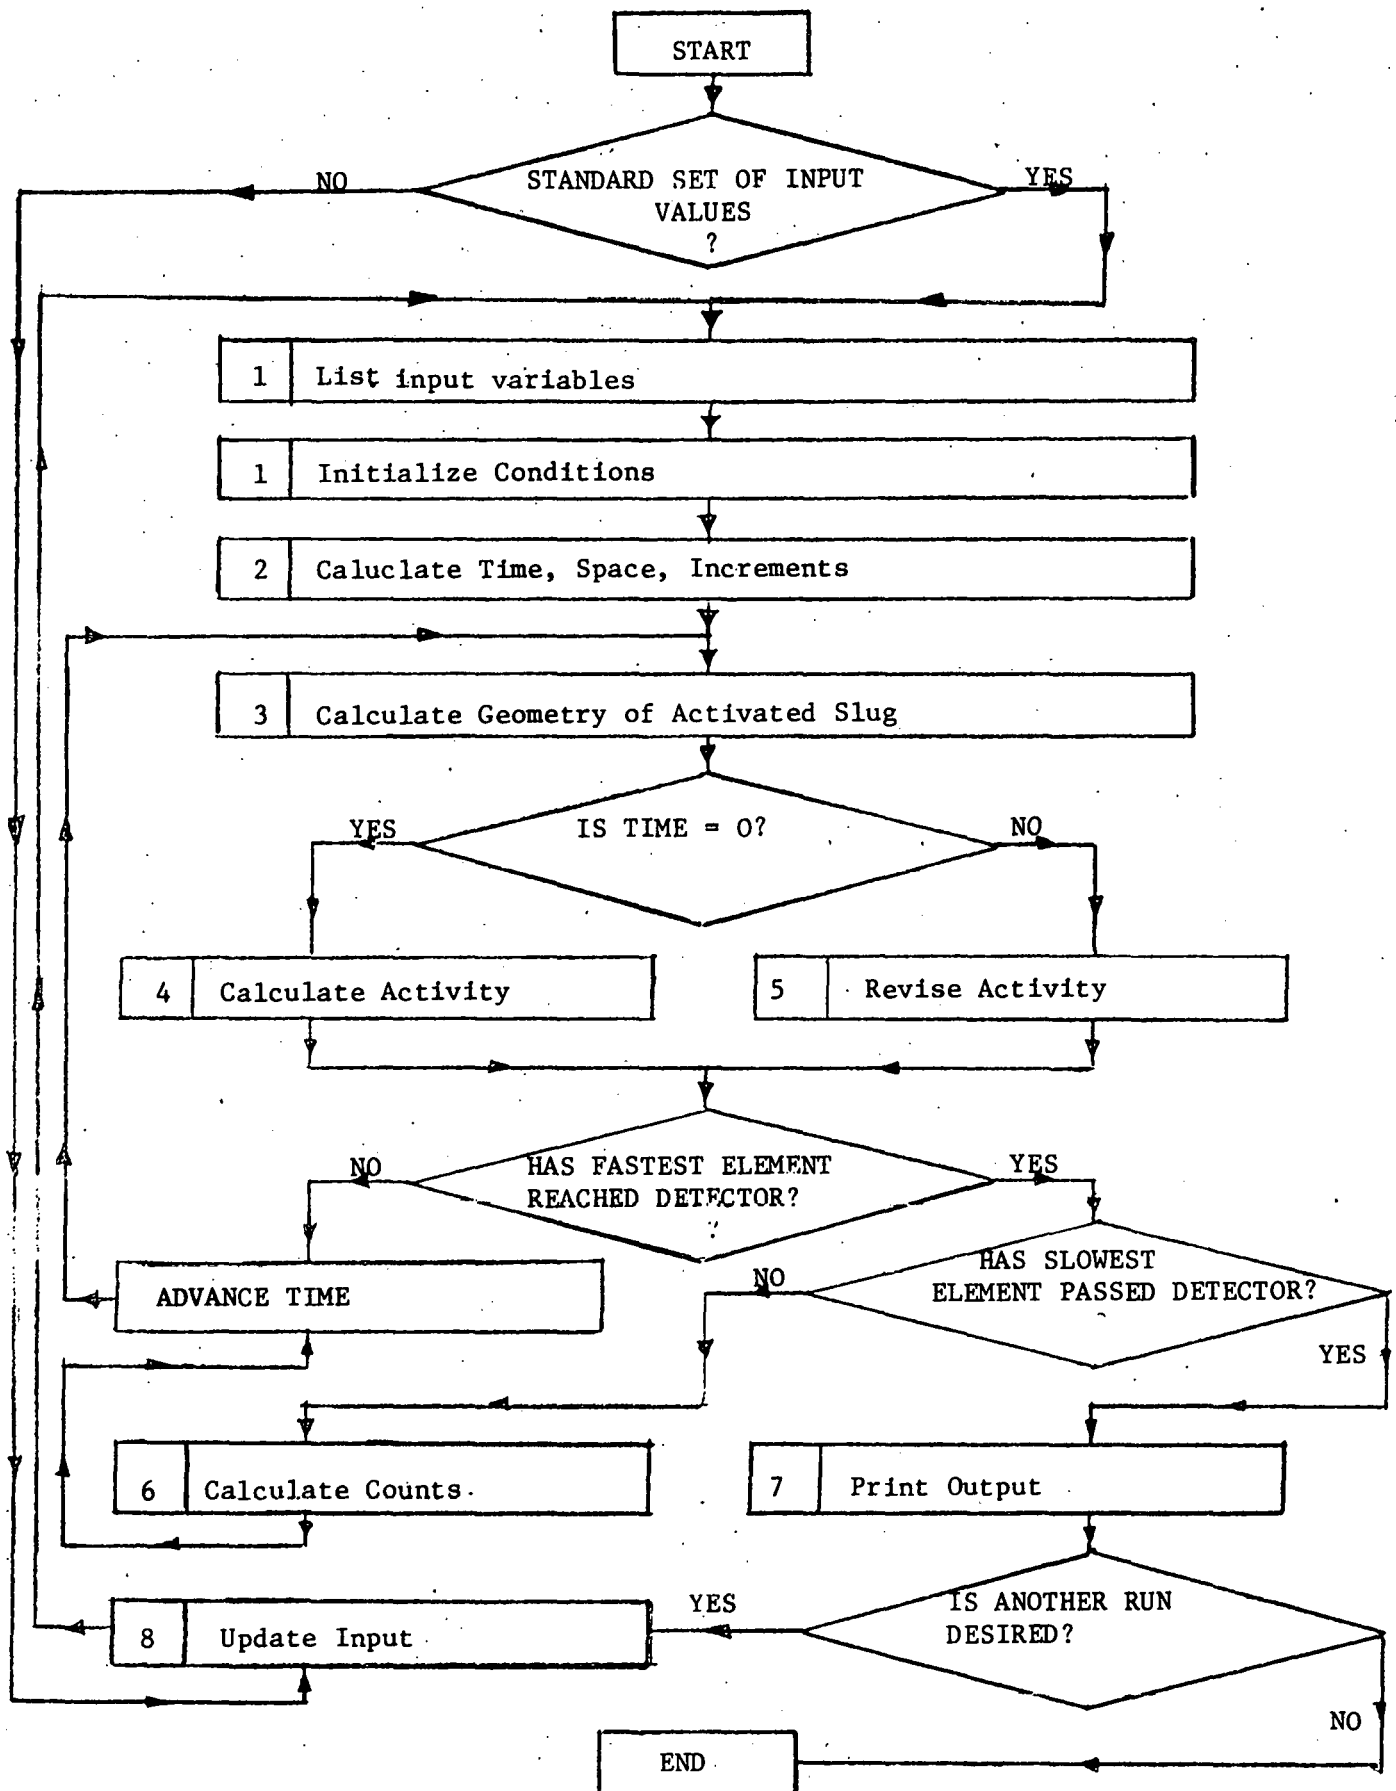 START
NO
STANDARD SET OF INPUT
YES
VALUES
?
1 List input variables
1 Initialize Conditions
2 Caluclate Time, Space, Increments
3 Calculate Geometry of Activated Slug
YES
IS TIME = 0?
NO
4 Calculate Activity
5 Revise Activity
NO
HAS FASTEST ELEMENT
YES
REACHED DETECTOR?
HAS SLOWEST
NO
ELEMENT PASSED DETECTOR?
ADVANCE TIME
YES
6 Calculate Counts
7 Print Output
YES
IS ANOTHER RUN
DESIRED?
8 Update Input
NO
END